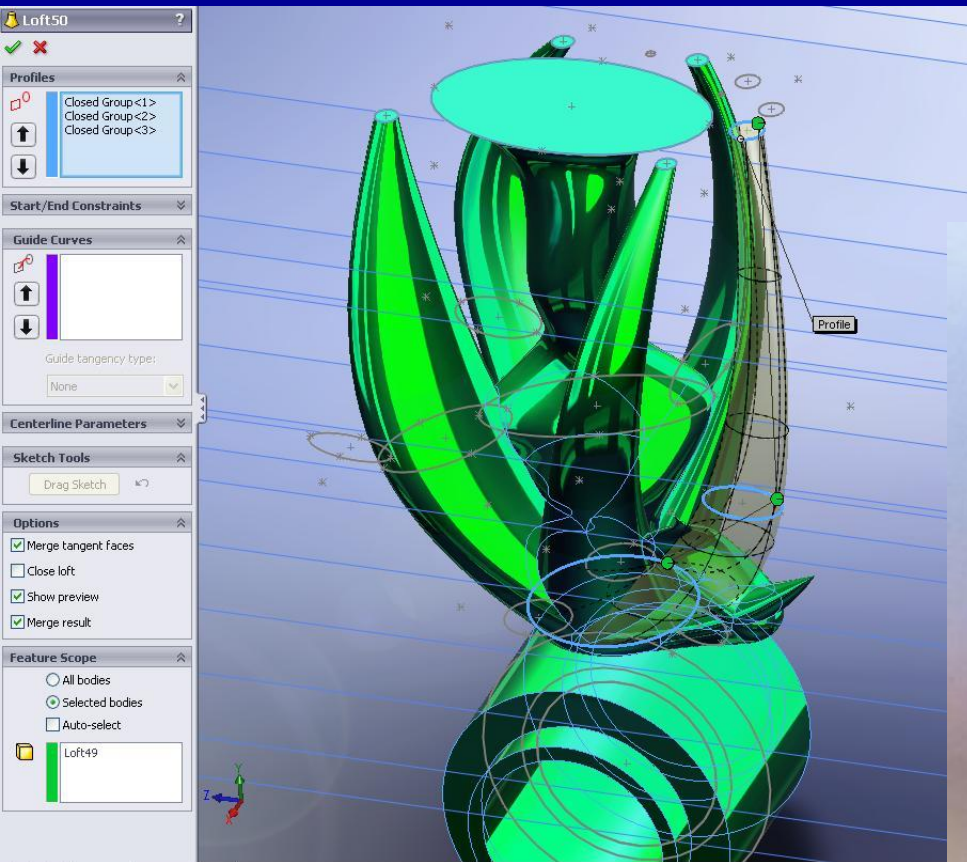 Loft50 ?
Profiles
Closed Group<1>
Closed Group<2>
Closed Group<3>
Start/End Constraints
Guide Curves
Guide tangency type:
None
Centerline Parameters
Sketch Tools
Drag Sketch
Options
Merge tangent faces
Close loft
Show preview
Merge result
Feature Scope
All bodies
Selected bodies
Auto-select
Loft49
Profile
Y
Z
X